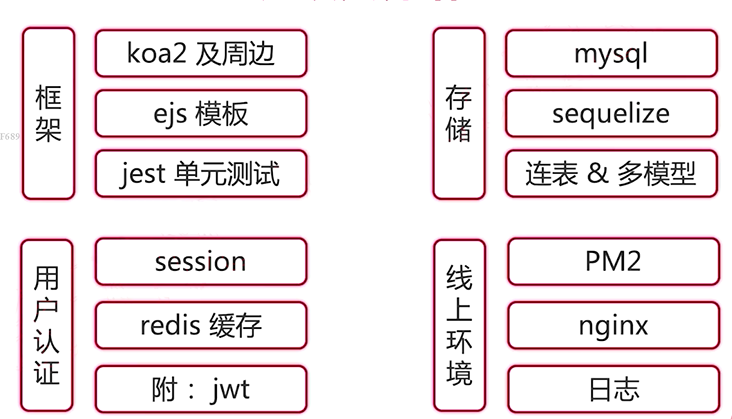 框架
koa2 及周边
ejs 模板
jest 单元测试
存储
mysql
sequelize
连表 & 多模型
用户认证
session
redis 缓存
附： jwt
线上环境
PM2
nginx
日志